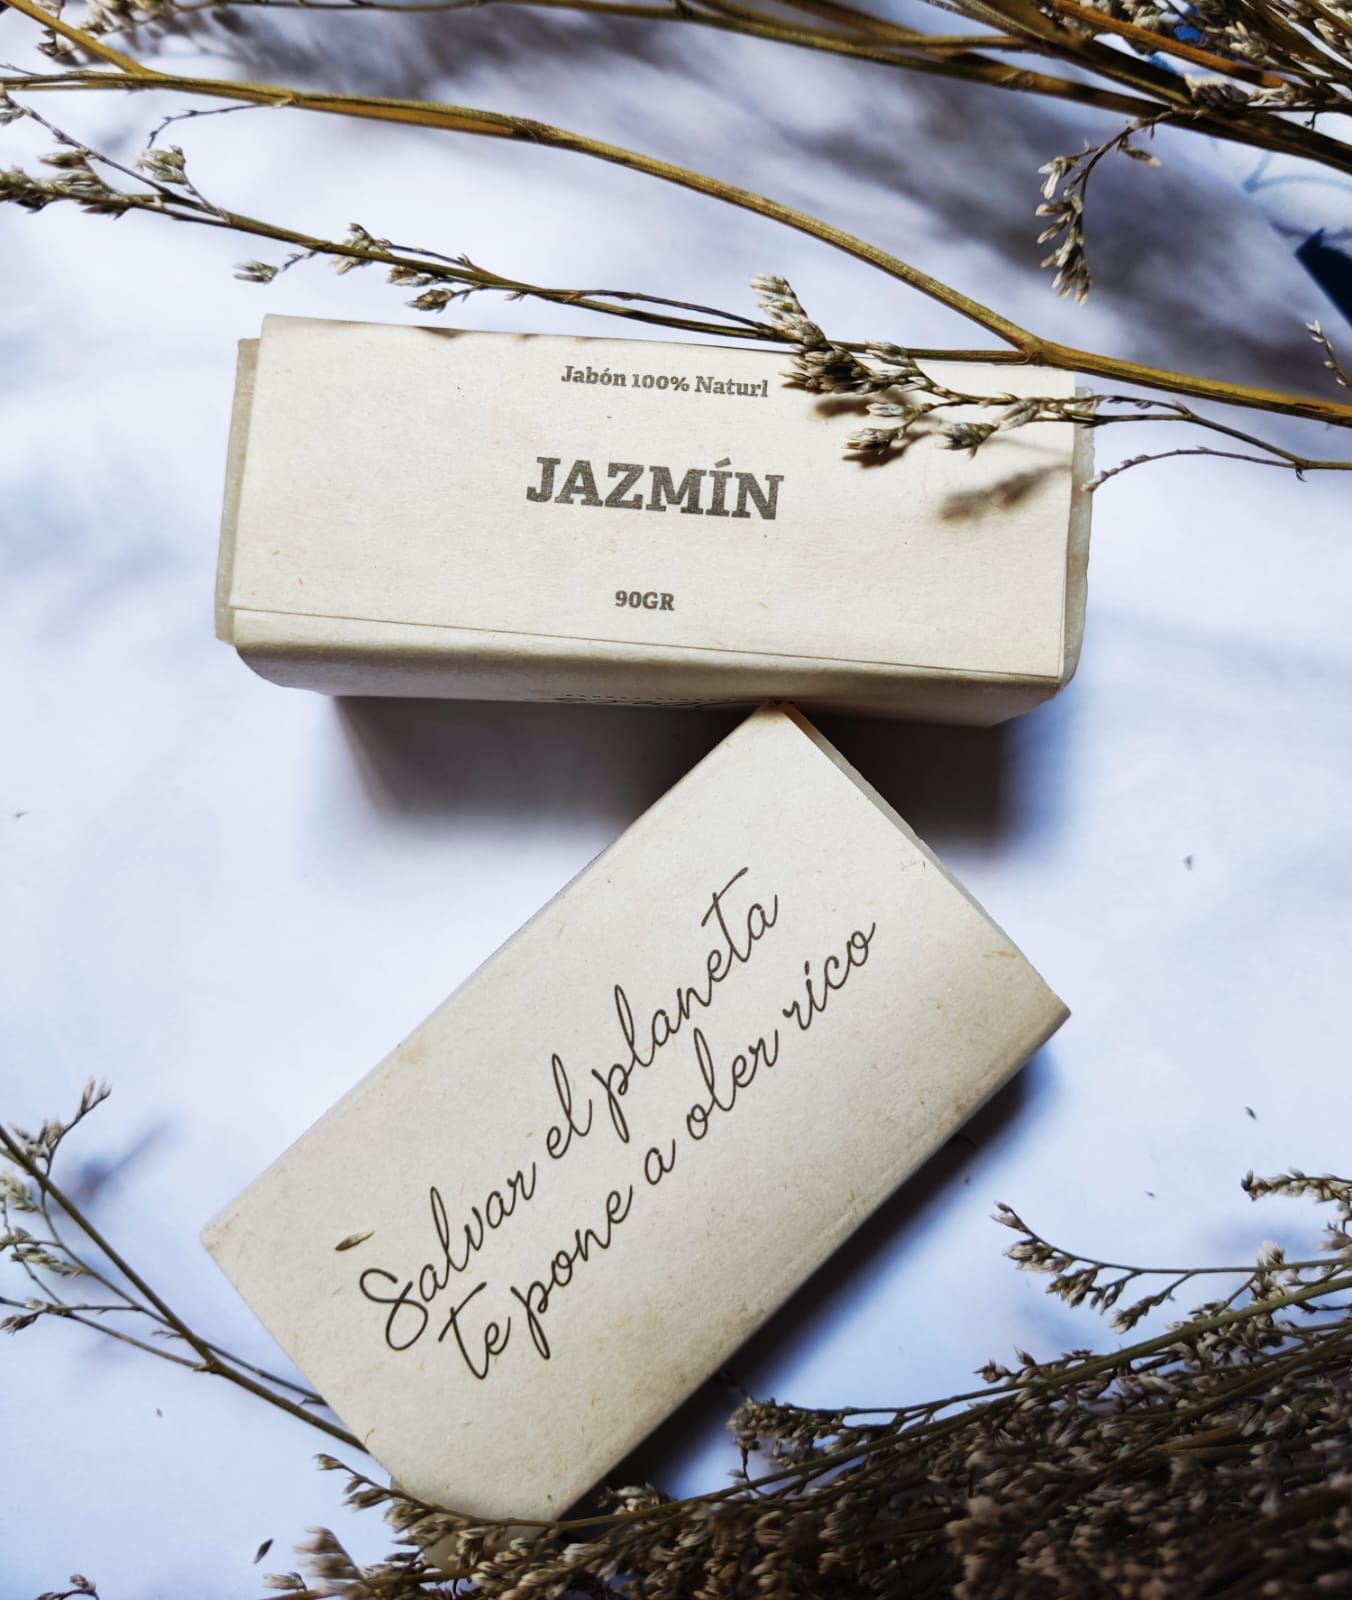 Jabón 100% Naturl
JAZMÍN
90GR
Salvar el planeta
te pone a oler rico